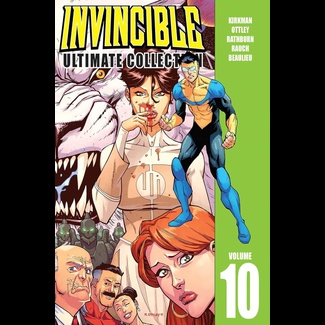 INVINCIBLE
ULTIMATE COLLECTION
KIRKMAN
OTTLEY
RATHBURN
RAUCH
BEAULIEU
VOLUME
10